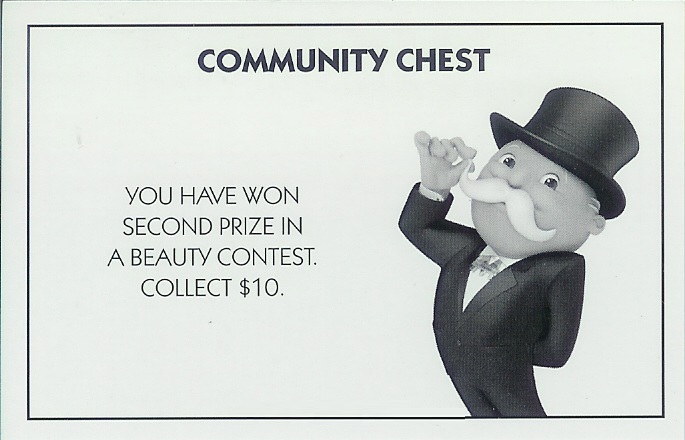 COMMUNITY CHEST
YOU HAVE WON
SECOND PRIZE IN
A BEAUTY CONTEST.
COLLECT $10.